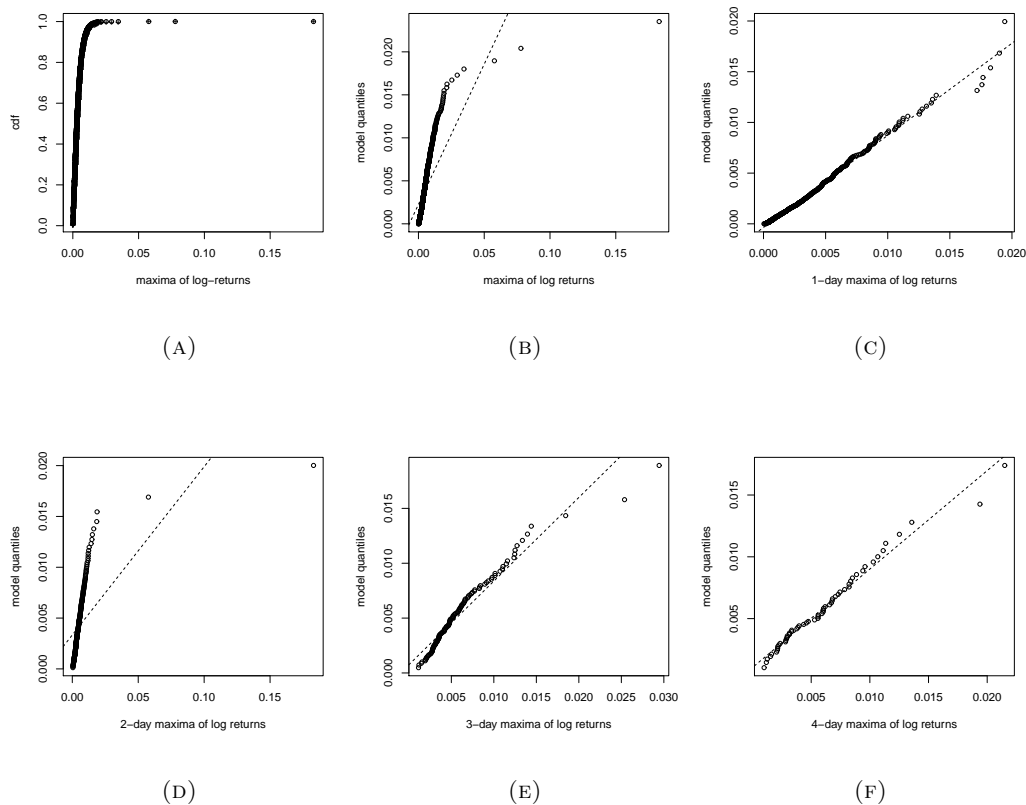 cdf
0.0 0.2 0.4 0.6 0.8 1.0
0.00 0.05 0.10 0.15
maxima of log−returns
(A)
model quantiles
0.000 0.005 0.010 0.015 0.020
0.00 0.05 0.10 0.15
maxima of log returns
(B)
model quantiles
0.000 0.005 0.010 0.015 0.020
0.000 0.005 0.010 0.015 0.020
1−day maxima of log returns
(C)
model quantiles
0.000 0.005 0.010 0.015 0.020
0.00 0.05 0.10 0.15
2−day maxima of log returns
(D)
model quantiles
0.000 0.005 0.010 0.015
0.005 0.010 0.015 0.020 0.025 0.030
3−day maxima of log returns
(E)
model quantiles
0.005 0.010 0.015 0.020
0.005 0.010 0.015 0.020
4−day maxima of log returns
(F)